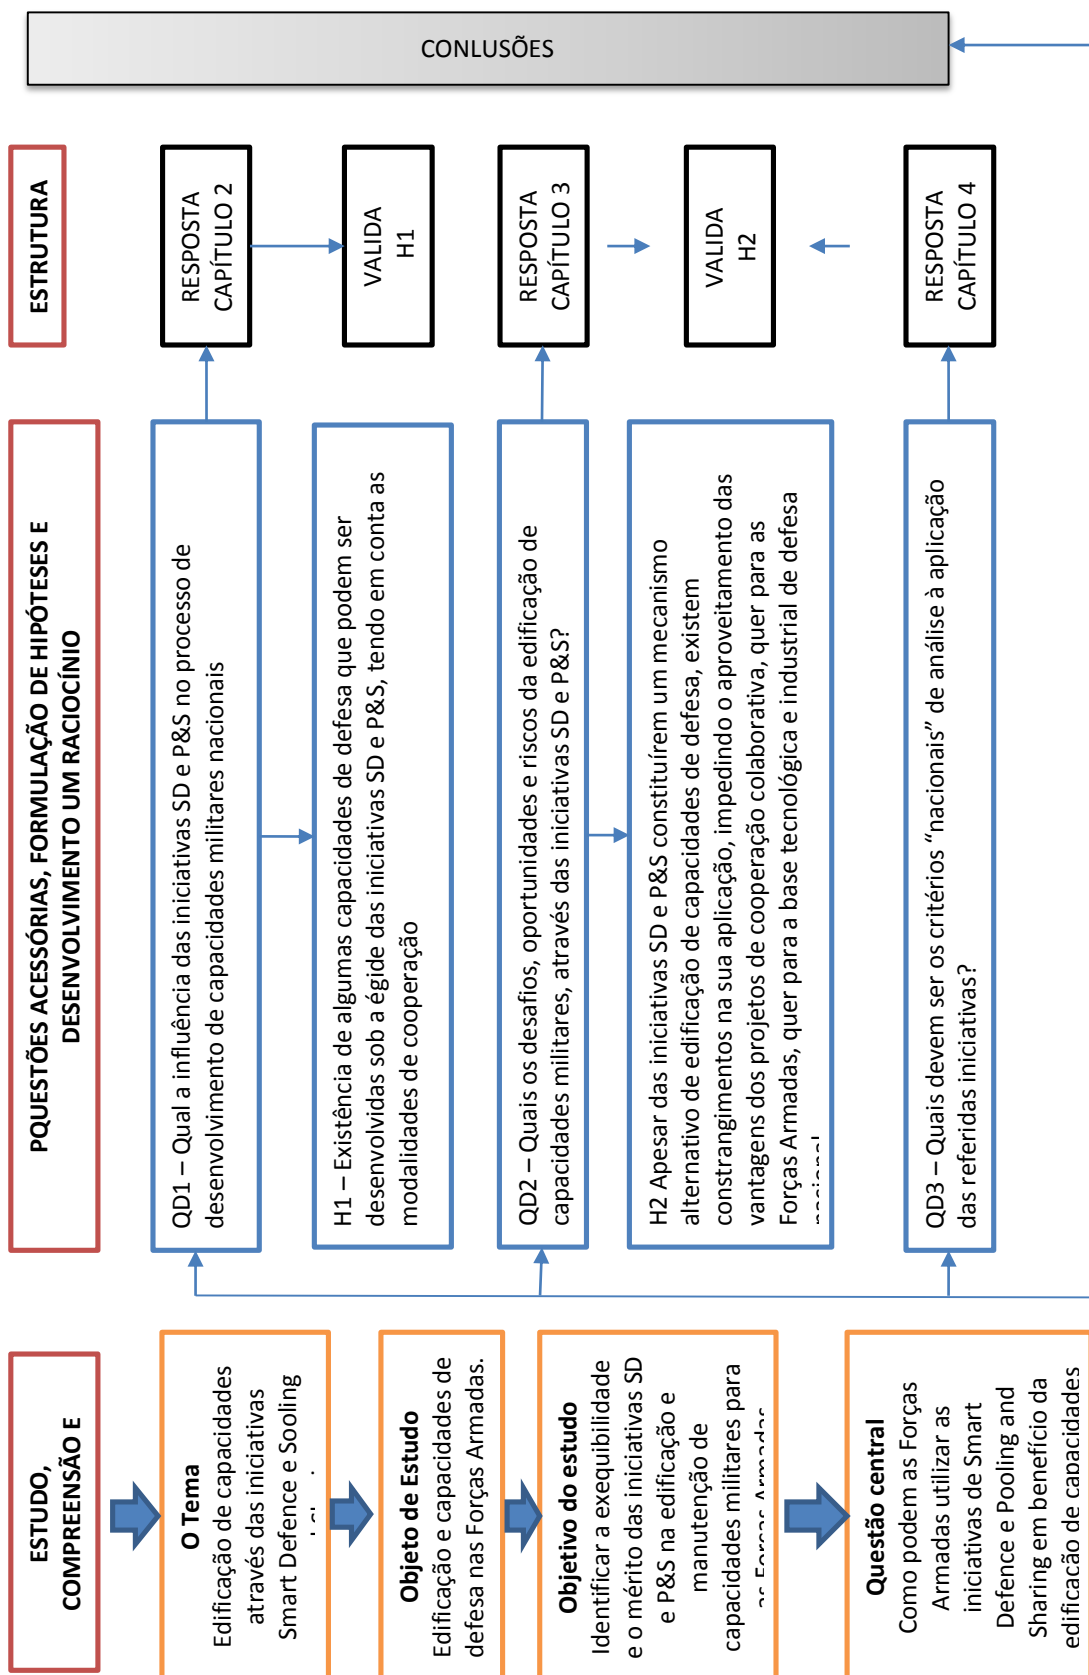 ESTUDO,
COMPREENSÃO E
O Tema
Edificação de capacidades
através das iniciativas
Smart Defence e Sooling
Objeto de Estudo
Edificação e capacidades de
defesa nas Forças Armadas.
Objetivo do estudo
Identificar a exequibilidade
e o mérito das iniciativas SD
e P&S na edificação e
manutenção de
capacidades militares para
as Forças Armadas
Questão central
Como podem as Forças
Armadas utilizar as
iniciativas de Smart
Defence e Pooling and
Sharing em benefício da
edificação de capacidades
PQUESTÕES ACESSÓRIAS, FORMULAÇÃO DE HIPÓTESES E
DESENVOLVIMENTO UM RACIOCÍNIO
QD1 – Qual a influência das iniciativas SD e P&S no processo de
desenvolvimento de capacidades militares nacionais
H1 – Existência de algumas capacidades de defesa que podem ser
desenvolvidas sob a égide das iniciativas SD e P&S, tendo em conta as
modalidades de cooperação
QD2 – Quais os desafios, oportunidades e riscos da edificação de
capacidades militares, através das iniciativas SD e P&S?
H2 Apesar das iniciativas SD e P&S constituírem um mecanismo
alternativo de edificação de capacidades de defesa, existem
constrangimentos na sua aplicação, impedindo o aproveitamento das
vantagens dos projetos de cooperação colaborativa, quer para as
Forças Armadas, quer para a base tecnológica e industrial de defesa
nacional
QD3 – Quais devem ser os critérios “nacionais” de análise à aplicação
das referidas iniciativas?
ESTRUTURA
RESPOSTA
CAPÍTULO 2
VALIDA
H1
RESPOSTA
CAPÍTULO 3
VALIDA
H2
RESPOSTA
CAPÍTULO 4
CONLUSÕES